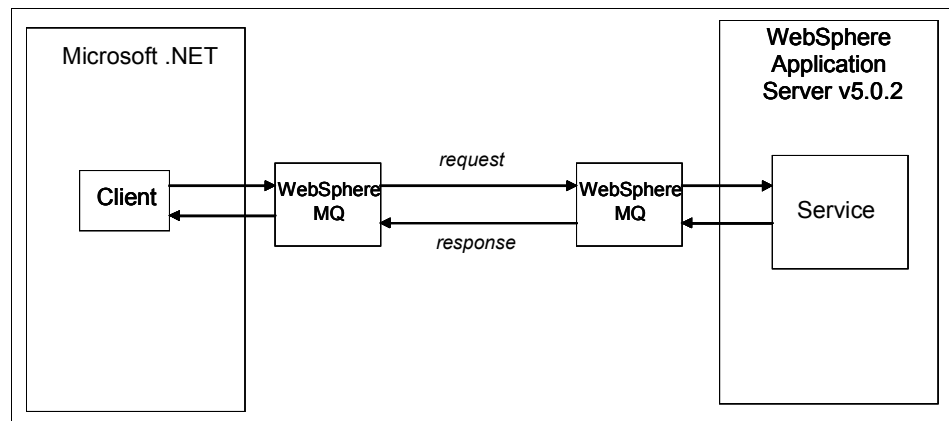 Microsoft .NET
WebSphere
Application
Server v5.0.2
Client
WebSphere
MQ
request
response
WebSphere
MQ
Service